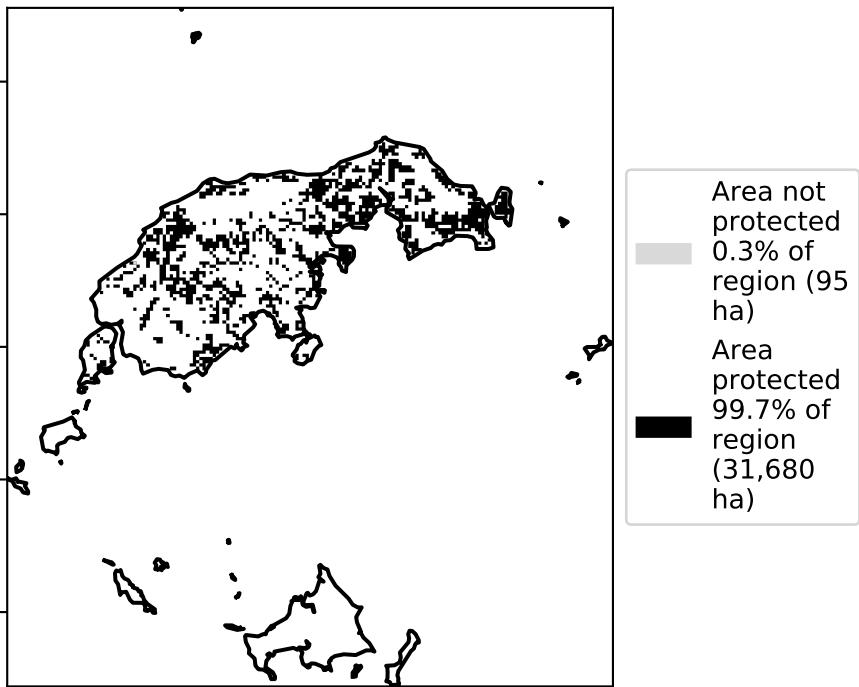 Area not
protected
0.3% of
region (95
ha)
Area
protected
99.7% of
region
(31,680
ha)